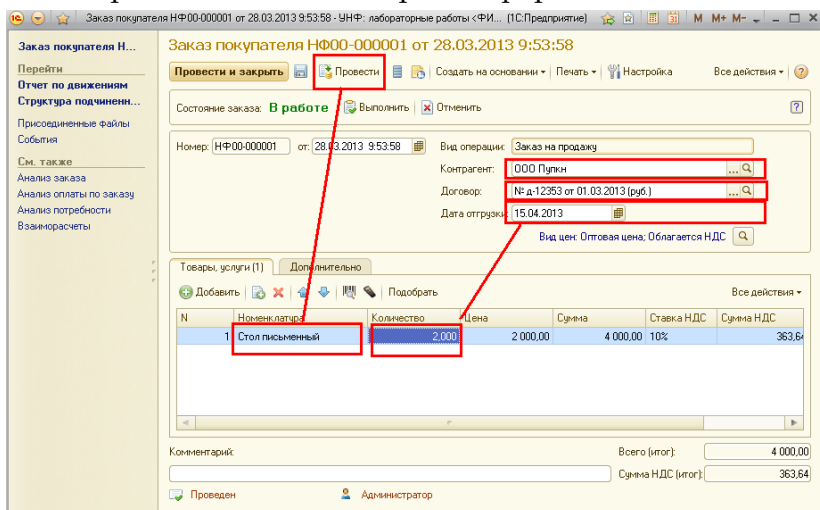 Заказ покупателя НФ00-000001 от 28.03.2013 9:53:58 - УНФ: лабораторные работы <ФИ... (1С:Предприятие) M M+ M-
Заказ покупателя Н...
Перейти
Отчет по движениям
Структура подчиненн...
Присоединенные файлы
События
См. также
Анализ заказа
Анализ оплаты по заказу
Анализ потребности
Взаиморасчеты
Заказ покупателя НФ00-000001 от 28.03.2013 9:53:58
Провести и закрыть Провести Создать на основании Печать Настройка Все действия
Состояние заказа: В работе Выполнить Отменить
Номер: НФ00-000001 от: 28.03.2013 9:53:58 Вид операции: Заказ на продажу
Контрагент: ООО Пупкн ...
Договор: № д-12353 от 01.03.2013 (руб.) ...
Дата отгрузки: 15.04.2013
Вид цен: Оптовая цена; Облагается НДС
Товары, услуги (1) Дополнительно
Добавить Подобрать Все действия
N Номенклатура Количество Цена Сумма Ставка НДС Сумма НДС
1 Стол письменный 2,000 2 000,00 4 000,00 10% 363,64
Комментарий: Всего (итог): 4 000,00
Сумма НДС (итог): 363,64
Проведен Администратор